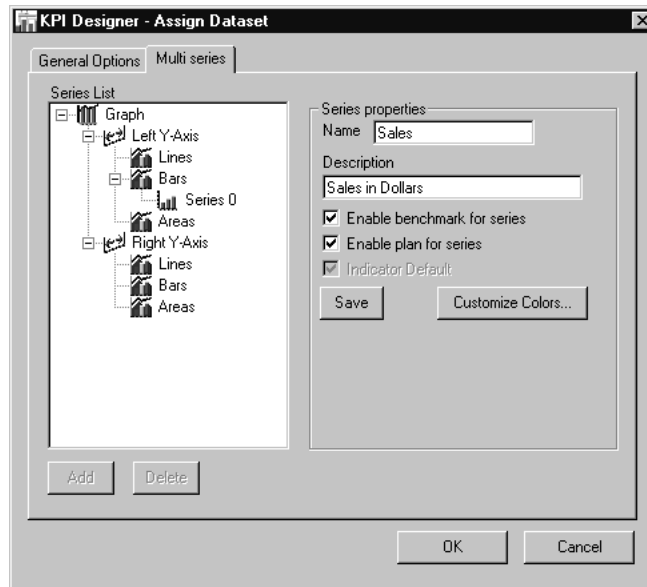 KPI Designer - Assign Dataset
General Options
Multi series
Series List
Graph
Left Y-Axis
Lines
Bars
Series 0
Areas
Right Y-Axis
Lines
Bars
Areas
Series properties
Name
Sales
Description
Sales in Dollars
Enable benchmark for series
Enable plan for series
Indicator Default
Save
Customize Colors...
Add
Delete
OK
Cancel